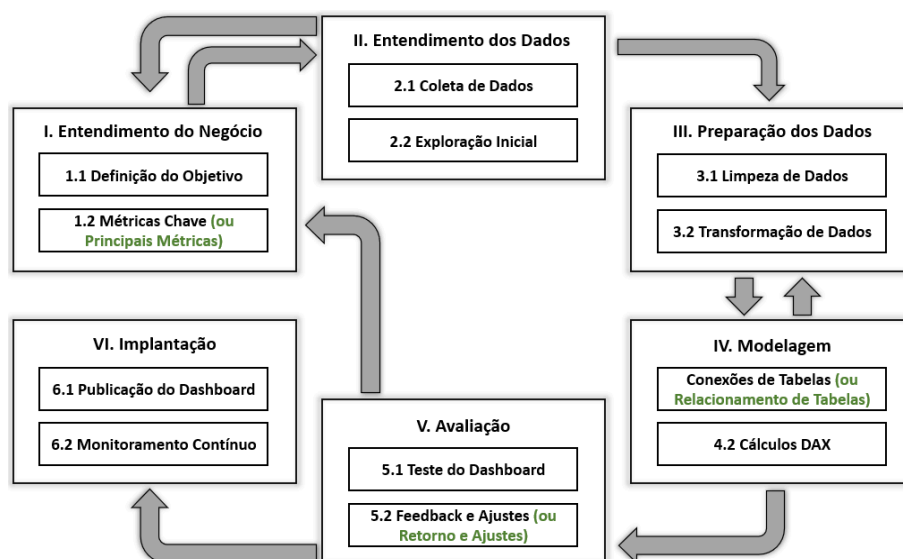 II. Entendimento dos Dados
2.1 Coleta de Dados
2.2 Exploração Inicial
I. Entendimento do Negócio
1.1 Definição do Objetivo
1.2 Métricas Chave (ou
Principais Métricas)
III. Preparação dos Dados
3.1 Limpeza de Dados
3.2 Transformação de Dados
VI. Implantação
6.1 Publicação do Dashboard
6.2 Monitoramento Contínuo
IV. Modelagem
Conexões de Tabelas (ou
Relacionamento de Tabelas)
4.2 Cálculos DAX
V. Avaliação
5.1 Teste do Dashboard
5.2 Feedback e Ajustes (ou
Retorno e Ajustes)